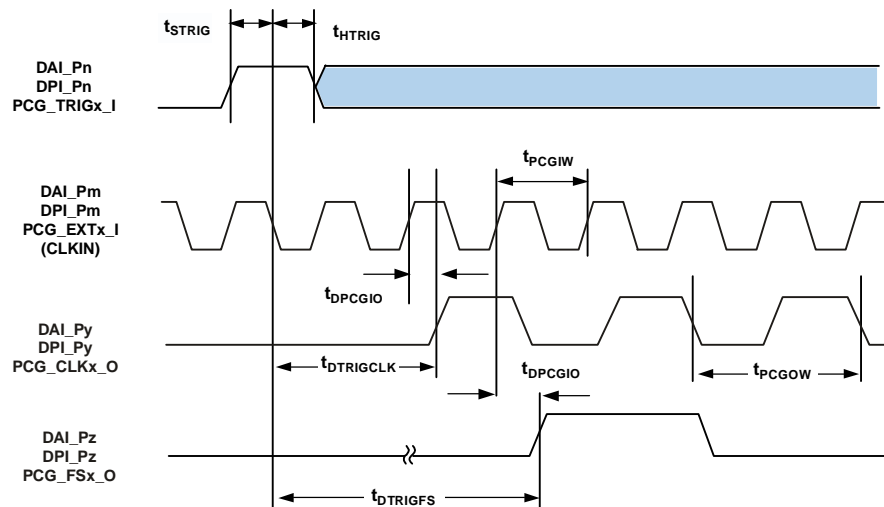 tSTRIG
tHTRIG
DAI_Pn
DPI_Pn
PCG_TRIGx_I
tPCGIW
DAI_Pm
DPI_Pm
PCG_EXTx_I
(CLKIN)
tDPCGIO
DAI_Py
DPI_Py
PCG_CLKx_O
tDTRIGCLK
tDPCGIO
tPCGOW
DAI_Pz
DPI_Pz
PCG_FSx_O
tDTRIGFS